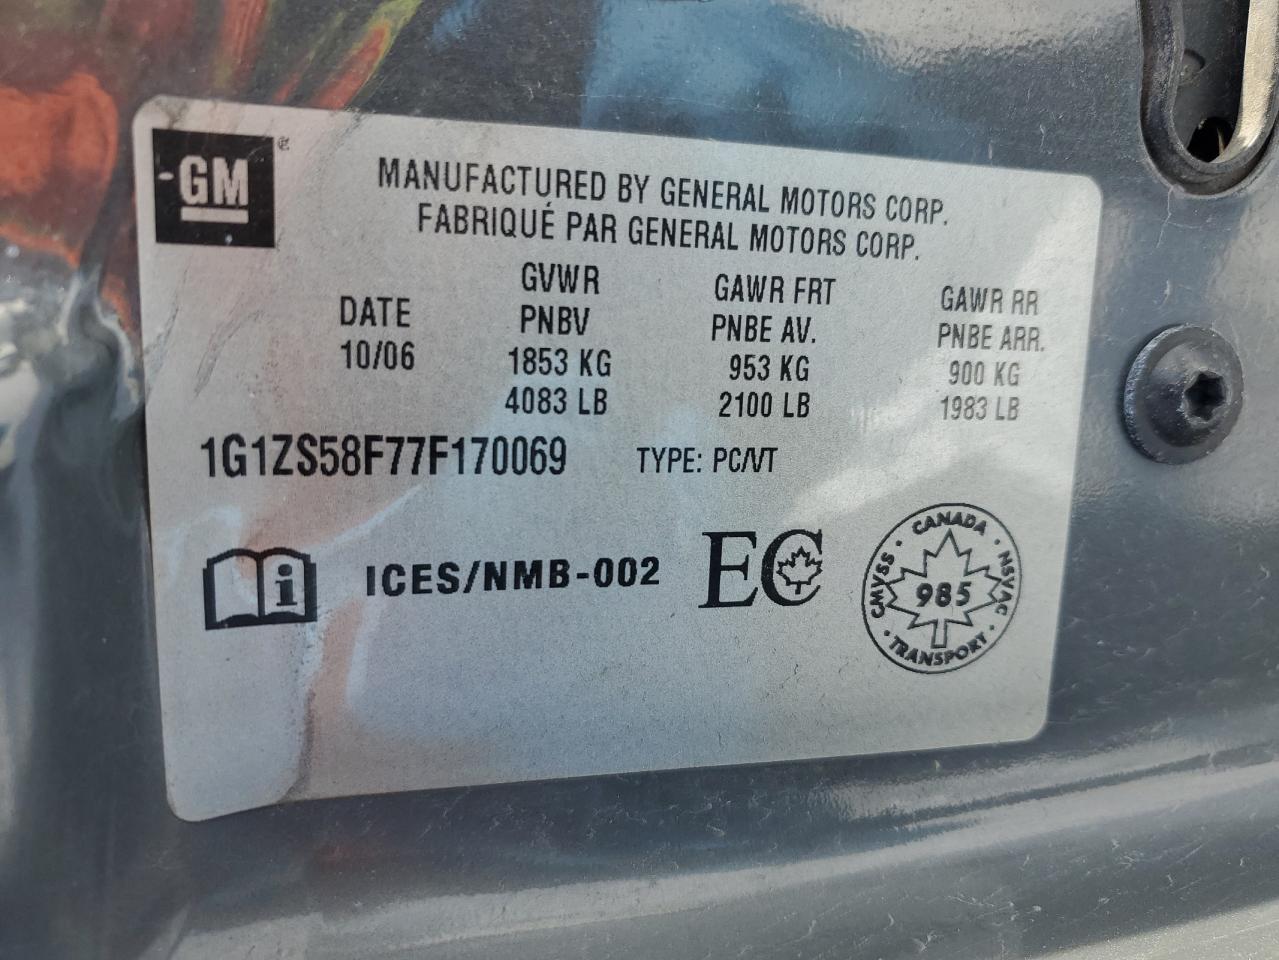 GM
MANUFACTURED BY GENERAL MOTORS CORP.
FABRIQUÉ PAR GENERAL MOTORS CORP.
DATE
10/06
GVWR
PNBV
1853 KG
4083 LB
GAWR FRT
PNBE AV.
953 KG
2100 LB
GAWR RR
PNBE ARR.
900 KG
1983 LB
1G1ZS58F77F170069 TYPE: PC/VT
i ICES/NMB-002 EC
CANADA
CMVSS · NSVAC
985
TRANSPORT